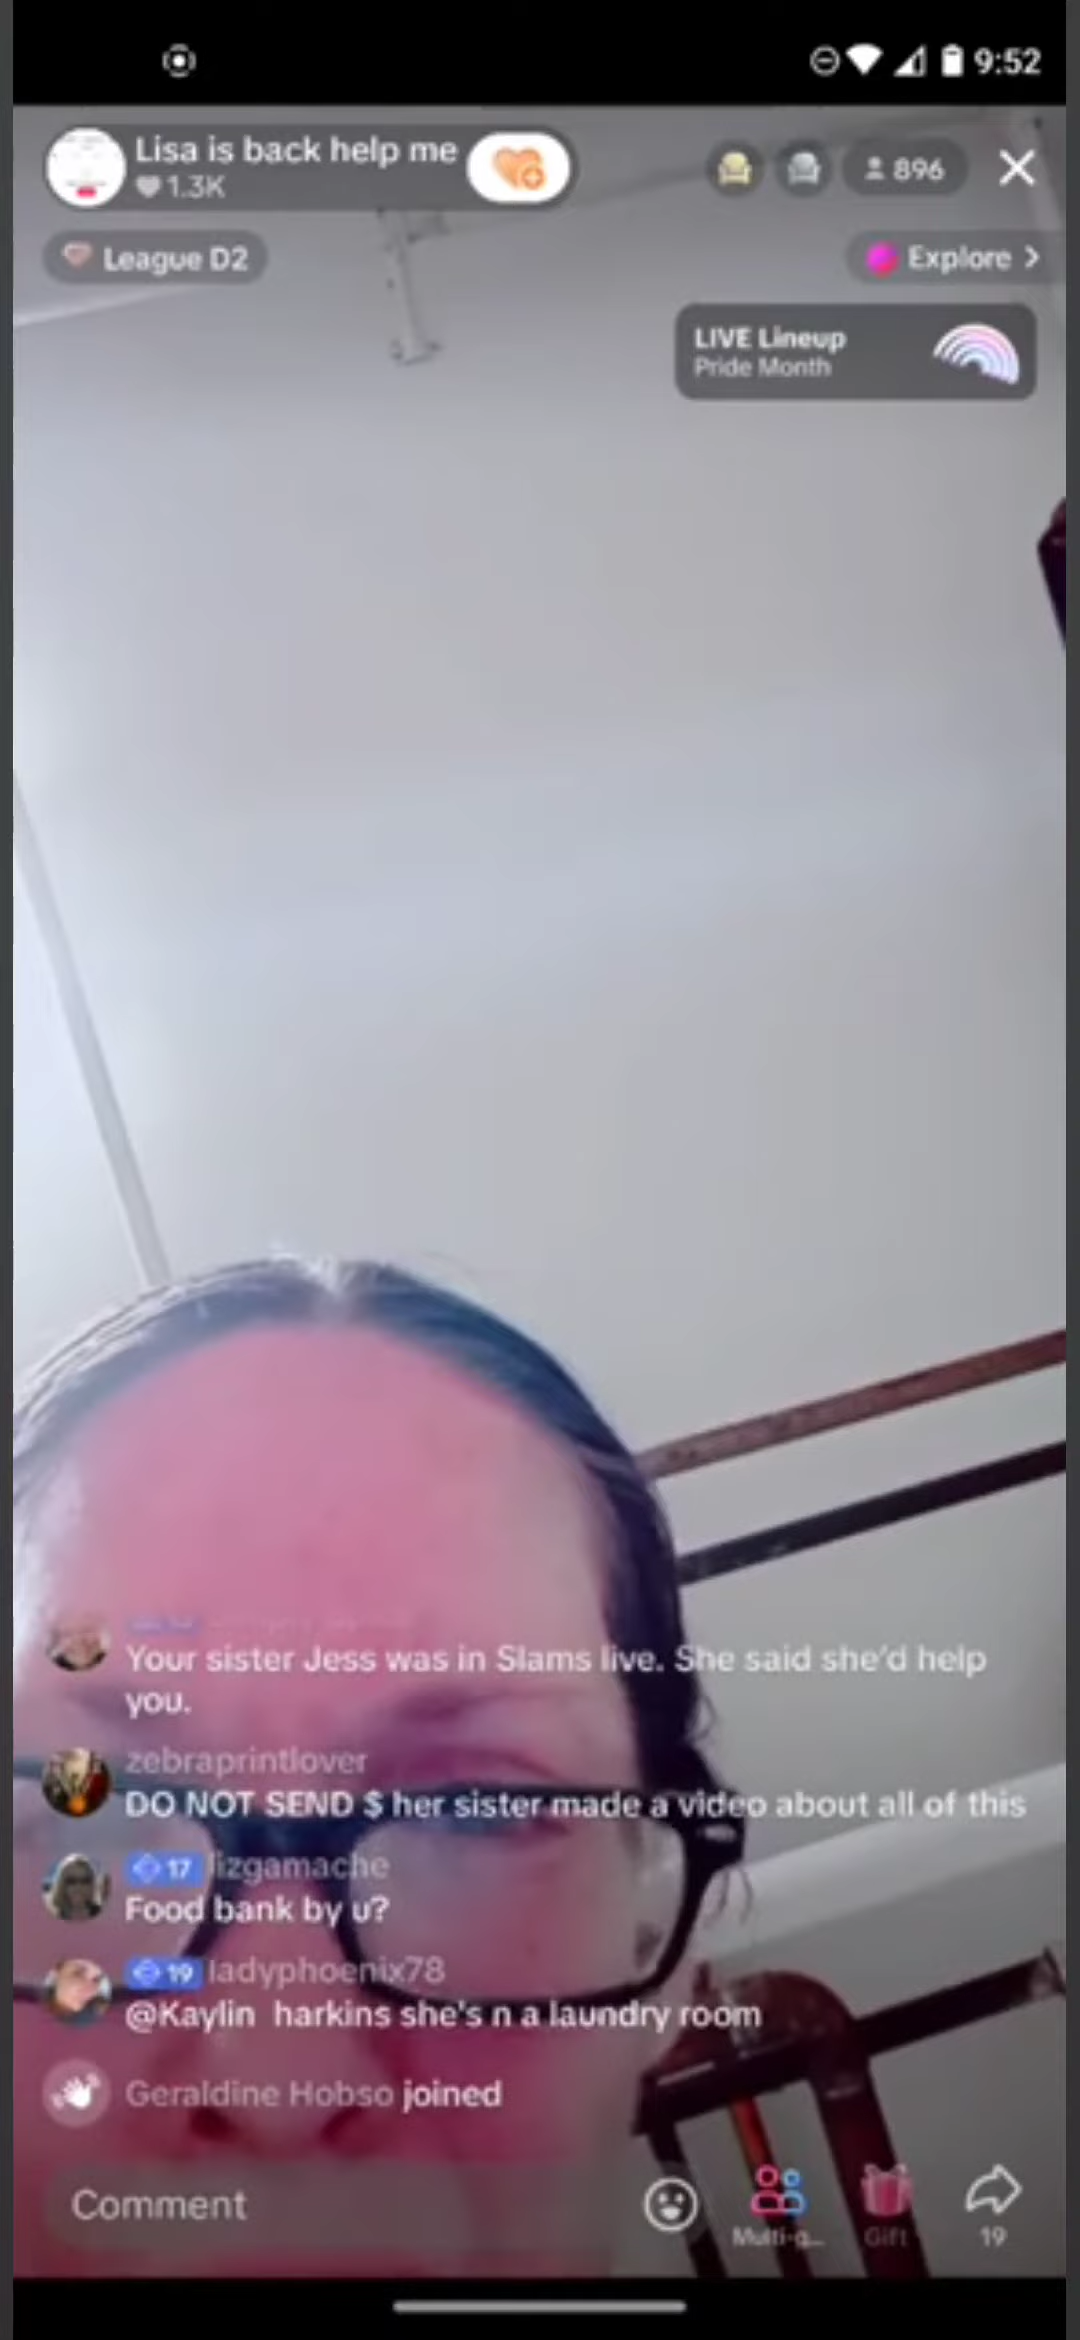 9:52
Lisa is back help me
1.3K
896
League D2
Explore >
LIVE Lineup
Pride Month
Your sister Jess was in Slams live. She said she'd help
you.
zebraprintlover
DO NOT SEND $ her sister made a video about all of this
17 lizgamache
Food bank by u?
19 ladyphoenix78
@Kaylin harkins she's n a laundry room
Geraldine Hobso joined
Comment
Multi-g...
Gift
19